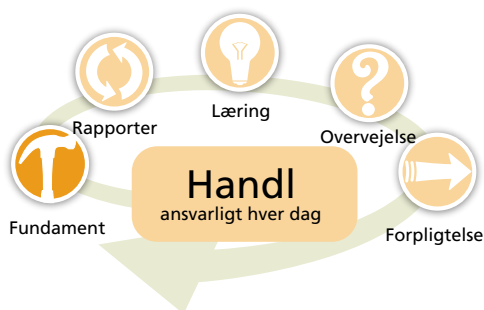 Læring
Rapporter
Overvejelse
Handl
ansvarligt hver dag
Fundament
Forpligtelse